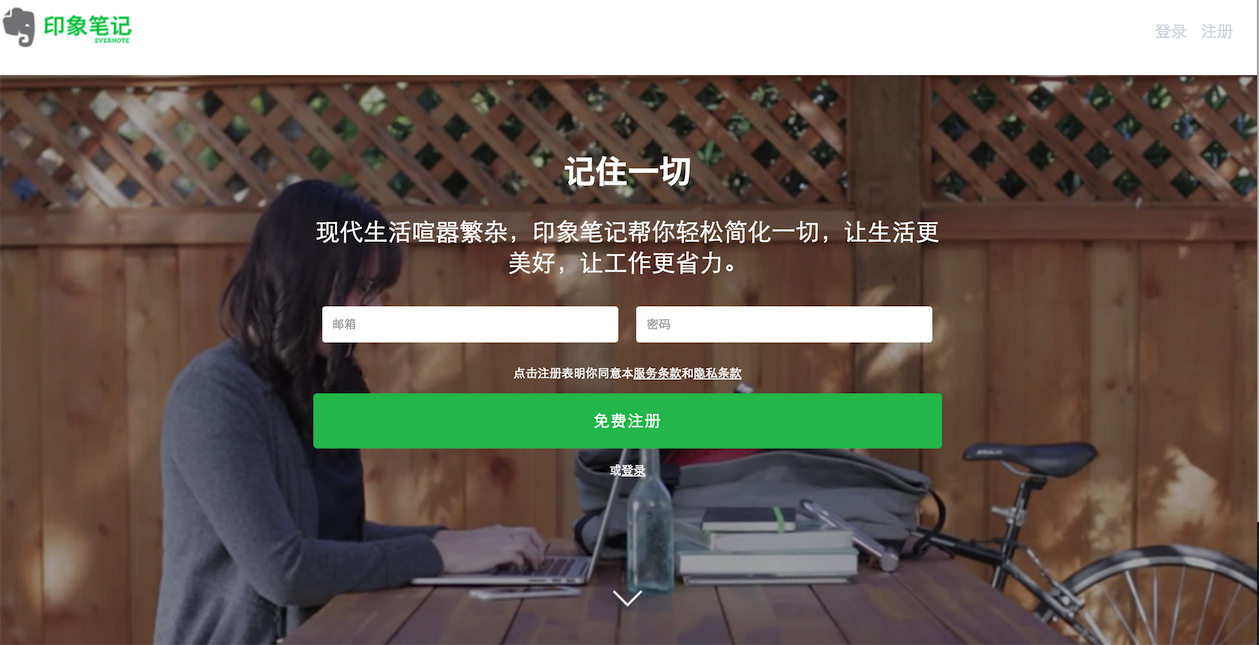 印象笔记
EVERNOTE
登录 注册
记住一切
现代生活喧嚣繁杂，印象笔记帮你轻松简化一切，让生活更
美好，让工作更省力。
邮箱 密码
点击注册表明你同意本服务条款和隐私条款
免费注册
或登录